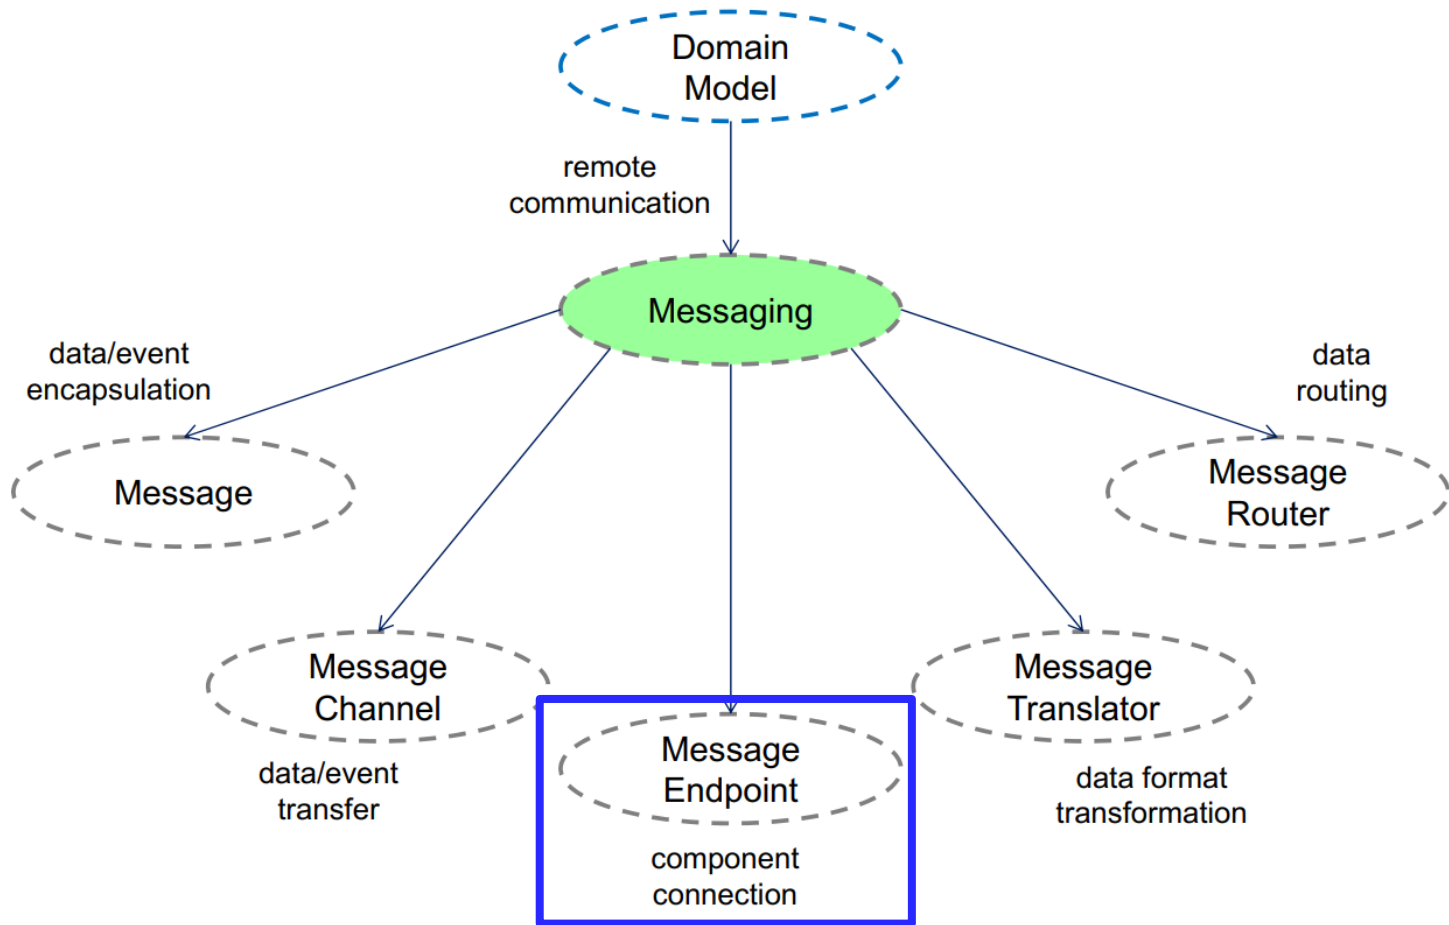 Domain
Model
remote
communication
Messaging
data/event
encapsulation
data
routing
Message
Message
Router
Message
Channel
Message
Translator
Message
Endpoint
data/event
transfer
data format
transformation
component
connection